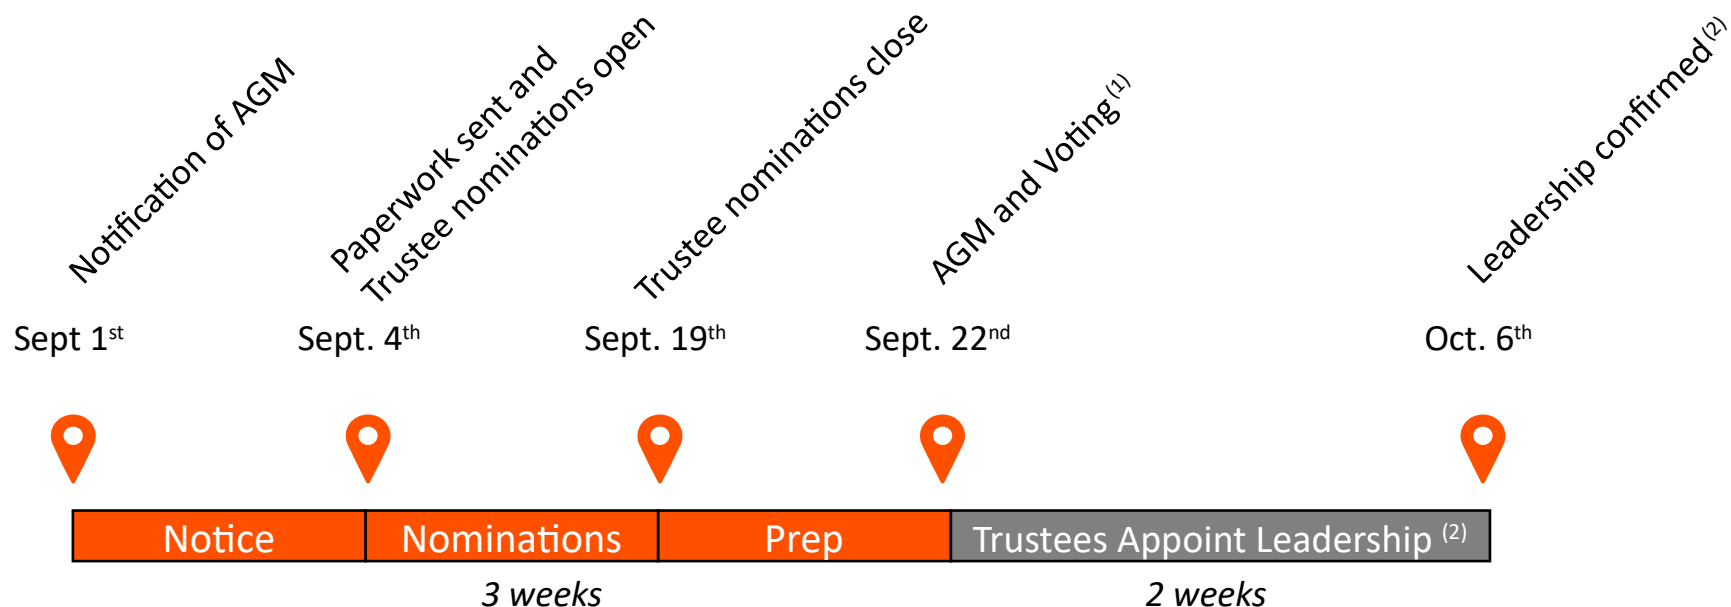 Notification of AGM
Paperwork sent and
Trustee nominations open
Trustee nominations close
AGM and Voting (1)
Leadership confirmed (2)
Sept 1st
Sept. 4th
Sept. 19th
Sept. 22nd
Oct. 6th
Notice
Nominations
Prep
Trustees Appoint Leadership (2)
3 weeks
2 weeks